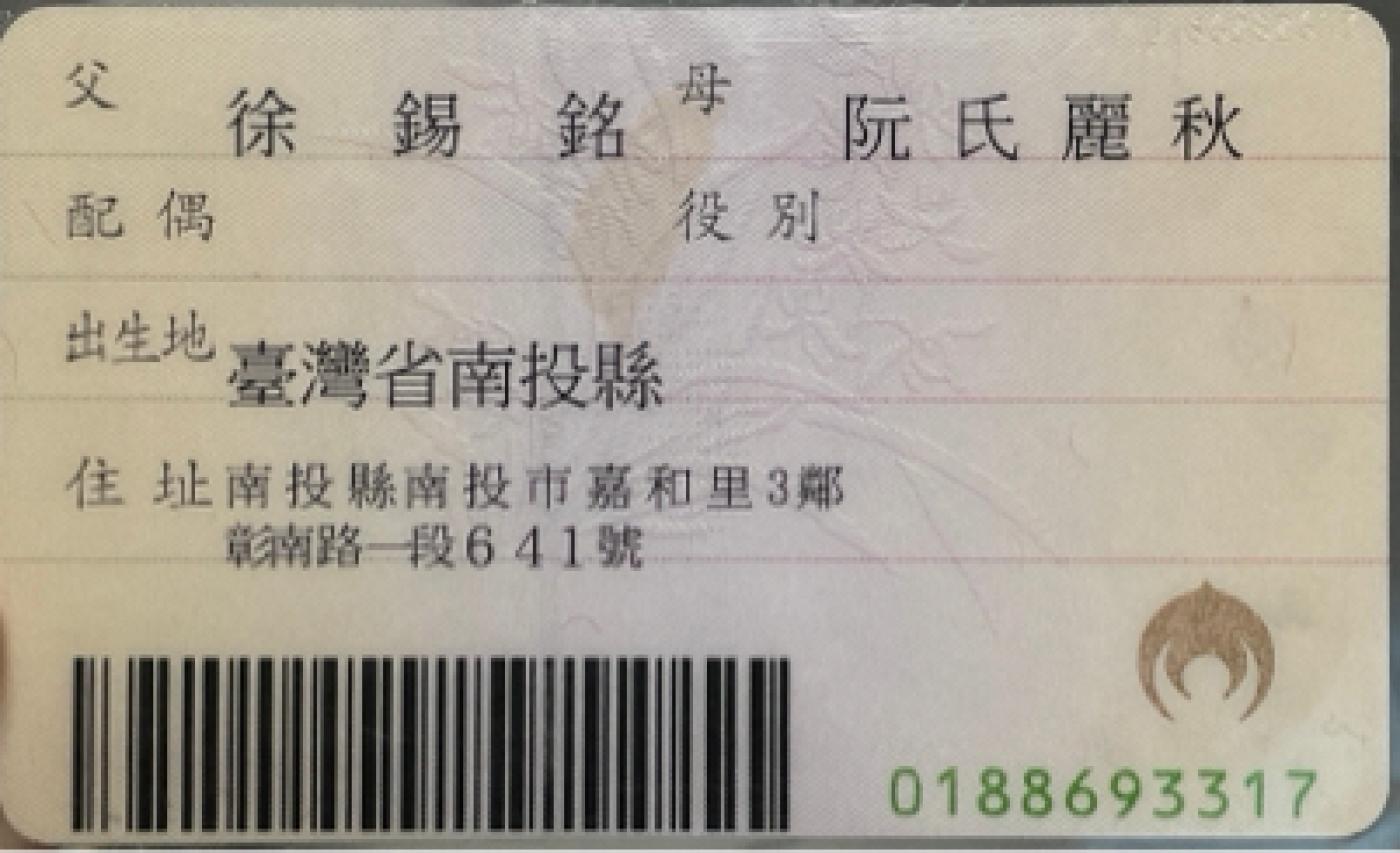 父 徐錫銘 母 阮氏麗秋
配偶 役別
出生地 臺灣省南投縣
住址 南投縣南投市嘉和里3鄰
彰南路一段641號
0188693317